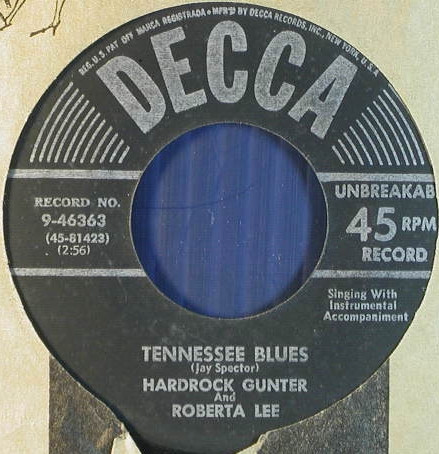 REG. U.S. PAT OFF MARCA REGISTRADA • MFR'D BY DECCA RECORDS, INC., NEW YORK, U.S.A.
DECCA
RECORD NO.
9-46363
(45-81423)
(2:56)
UNBREAKAB
45 RPM
RECORD
Singing With
Instrumental
Accompaniment
TENNESSEE BLUES
(Jay Spector)
HARDROCK GUNTER
And
ROBERTA LEE